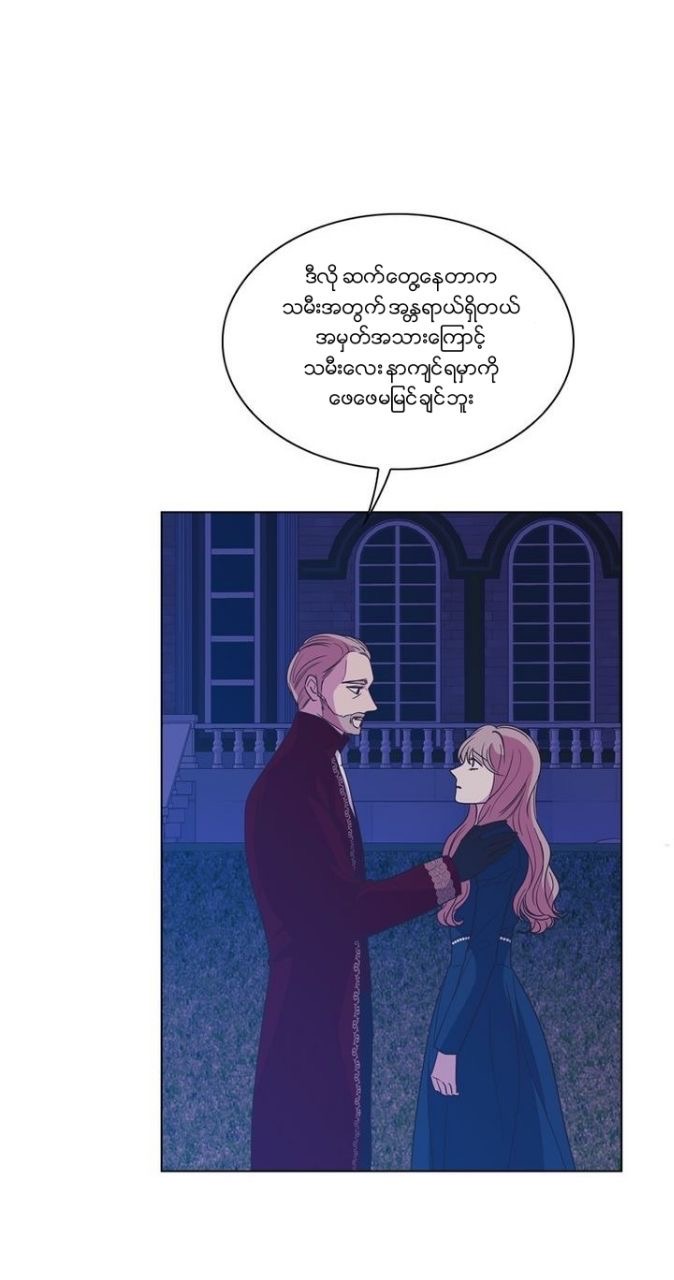 ဒီလို ဆက်တွေ့နေတာက
သမီးအတွက် အန္တရာယ်ရှိတယ်
အမှတ်အသားကြောင့်
သမီးလေး နာကျင်ရမှာကို
ဖေဖေမမြင်ချင်ဘူး